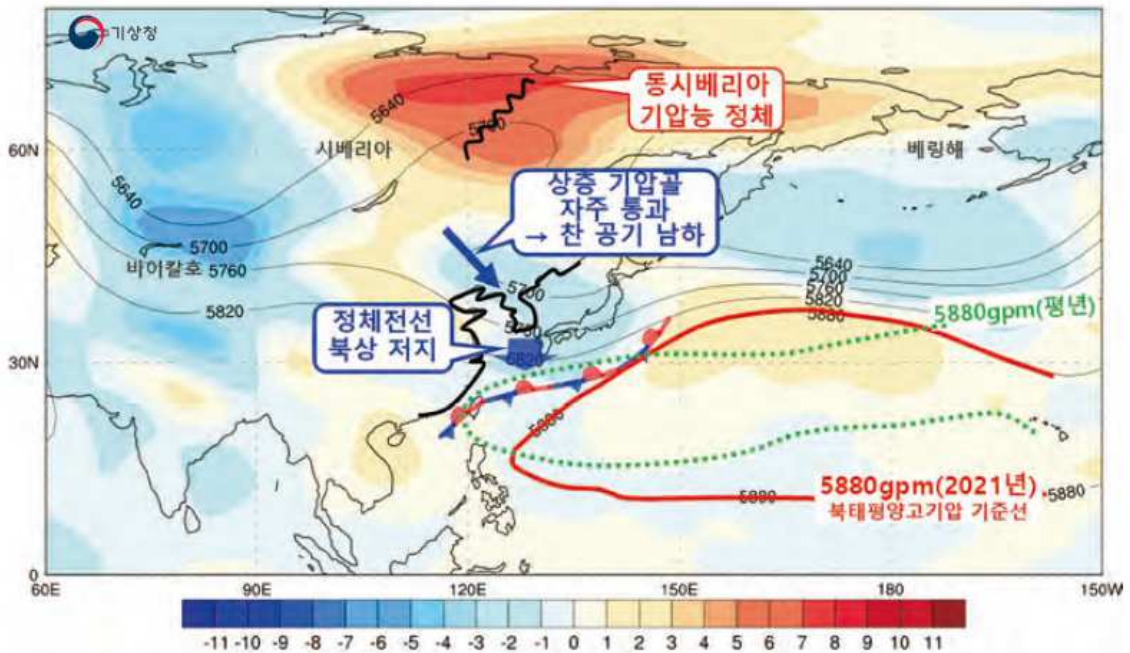 기상청
동시베리아
기압능 정체
5640
5700
60N
시베리아
베링해
상층 기압골
자주 통과
→ 찬 공기 남하
5640
5700
바이칼호
5760
5820
5700
5640
5700
5760
5820
5880
5880gpm(평년)
정체전선
북상 저지
5820
30N
5880
5880gpm(2021년)
북태평양고기압 기준선
5880
5880
0
60E 90E 120E 150E 180 150W
-11 -10 -9 -8 -7 -6 -5 -4 -3 -2 -1 0 1 2 3 4 5 6 7 8 9 10 11